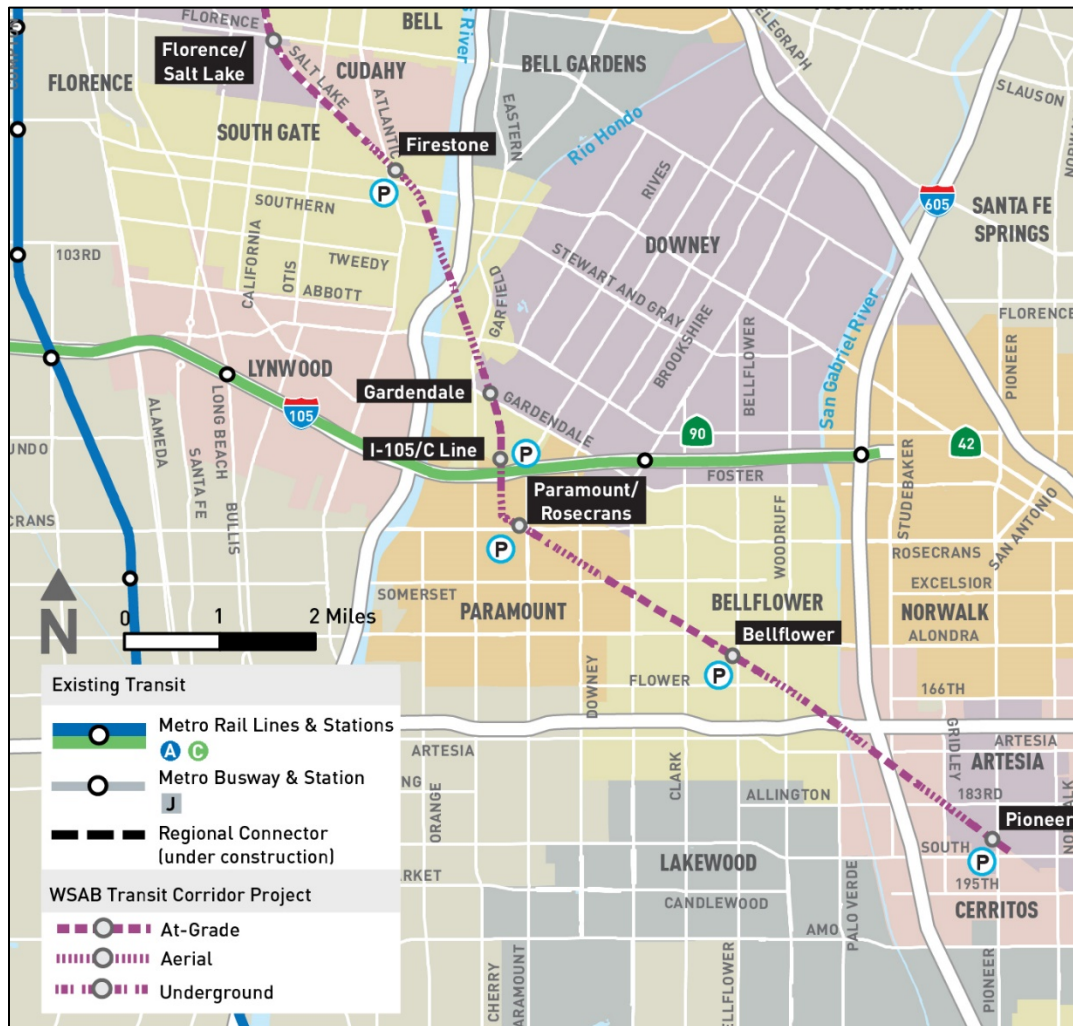 FLORENCE
BELL
s River
TELEGRAPH
Florence/
Salt Lake
SALT LAKE
CUDAHY
ATLANTIC
BELL GARDENS
EASTERN
SLAUSON
FLORENCE
SOUTH GATE
Firestone
P
Rio Hondo
RIVES
605
SANTA FE
SPRINGS
SOUTHERN
CALIFORNIA
OTIS
TWEEDY
ABBOTT
103RD
DOWNEY
STEWART AND GRAY
GARFIELD
BROOKSHIRE
BELLFLOWER
San Gabriel River
PIONEER
FLORENCE
LYNWOOD
Gardendale
GARDENDALE
105
I-105/C Line
P
90
42
ALAMEDA
LONG BEACH
SANTA FE
BULLIS
UNDO
CRANS
FOSTER
Paramount/
Rosecrans
P
WOODRUFF
STUDEBAKER
SAN ANTONIO
ROSECRANS
EXCELSIOR
NORWALK
ALONDRA
SOMERSET
PARAMOUNT
BELLFLOWER
Bellflower
P
N
0 1 2 Miles
DOWNEY
FLOWER
166TH
GRIDLEY
ARTESIA
ARTESIA
ARTESIA
183RD
Pioneer
P
SOUTH
195TH
CERRITOS
PIONEER
NG
ORANGE
CLARK
ALLINGTON
LAKEWOOD
CANDLEWOOD
PALO VERDE
AMO
ARKET
CHERRY
PARAMOUNT
ELLFLOWER
Existing Transit
Metro Rail Lines & Stations
A C
Metro Busway & Station
J
Regional Connector
(under construction)
WSAB Transit Corridor Project
At-Grade
Aerial
Underground